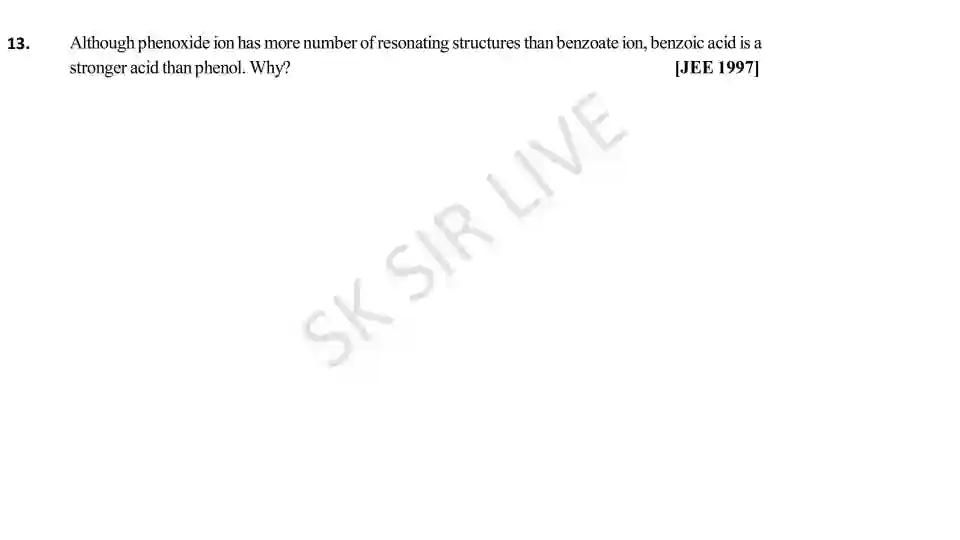 13. Although phenoxide ion has more number of resonating structures than benzoate ion, benzoic acid is a
stronger acid than phenol. Why? [JEE 1997]
SK SIR LIVE